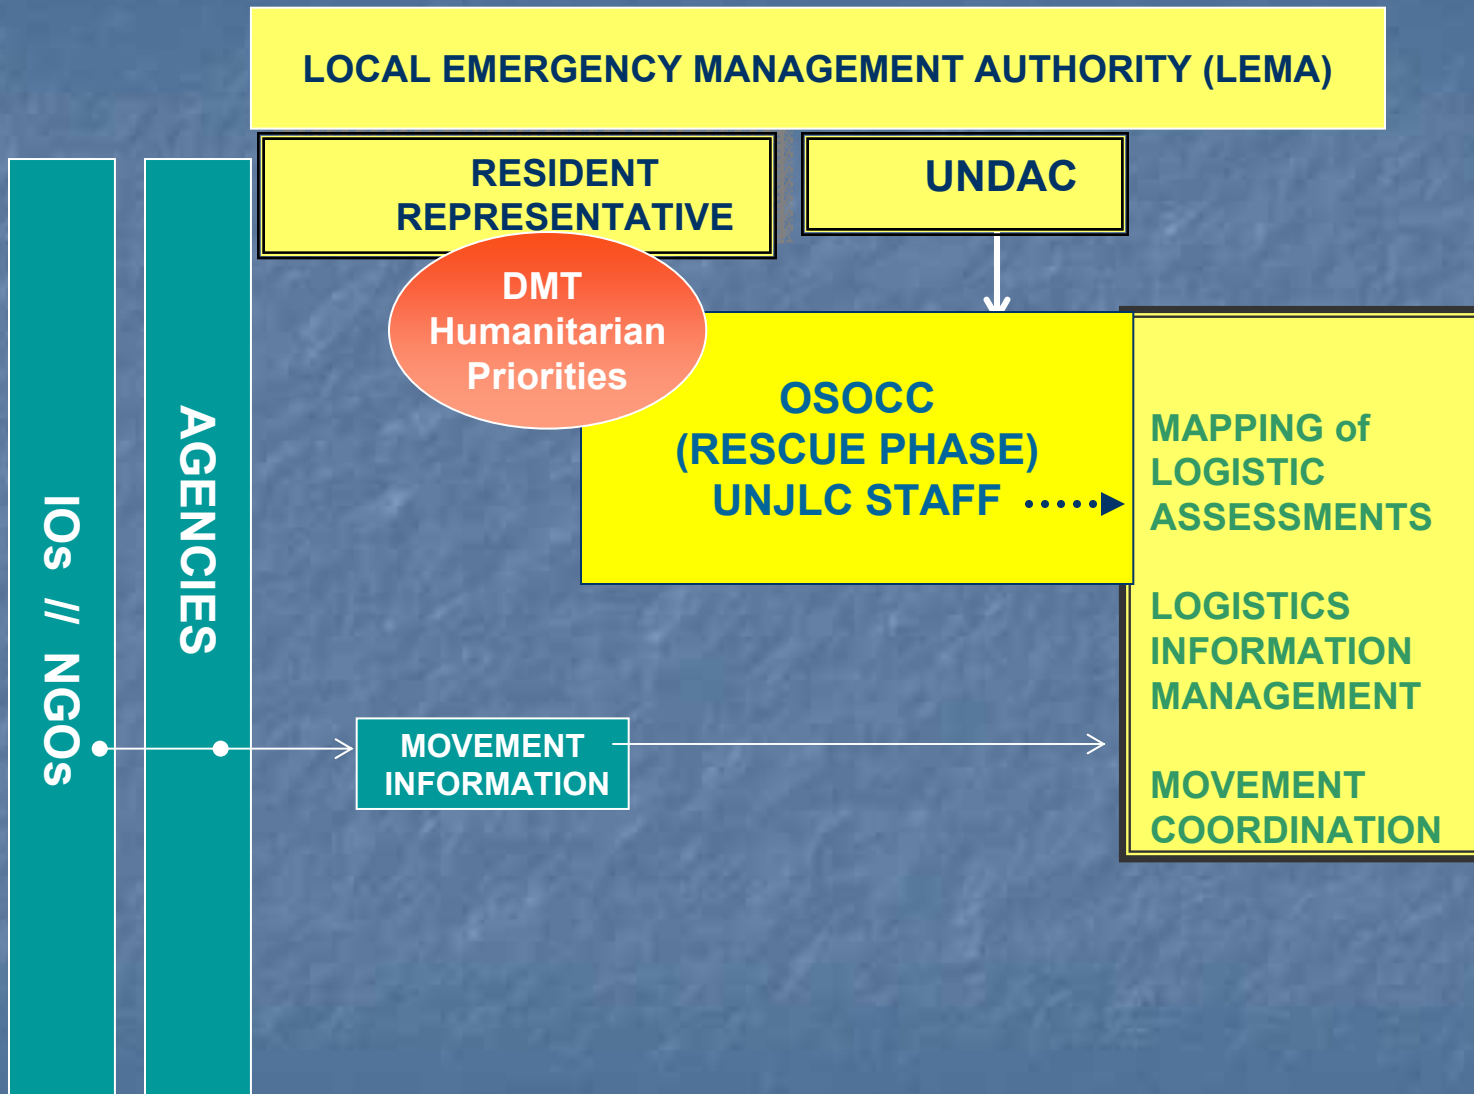 LOCAL EMERGENCY MANAGEMENT AUTHORITY (LEMA)
RESIDENT
REPRESENTATIVE
UNDAC
DMT
Humanitarian
Priorities
OSOCC
(RESCUE PHASE)
UNJLC STAFF
MAPPING of
LOGISTIC
ASSESSMENTS
LOGISTICS
INFORMATION
MANAGEMENT
MOVEMENT
COORDINATION
AGENCIES
IOs // NGOs
MOVEMENT
INFORMATION